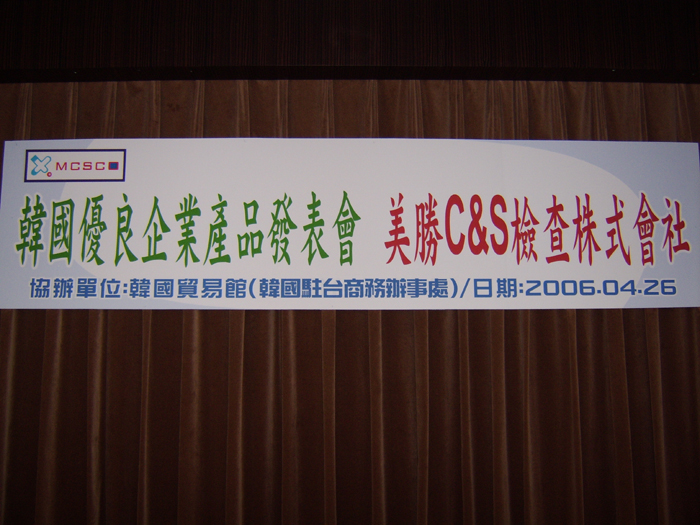 MCSC
韓國優良企業產品發表會 美勝C&S檢查株式會社
協辦單位:韓國貿易館(韓國駐台商務辦事處)/日期:2006.04.26